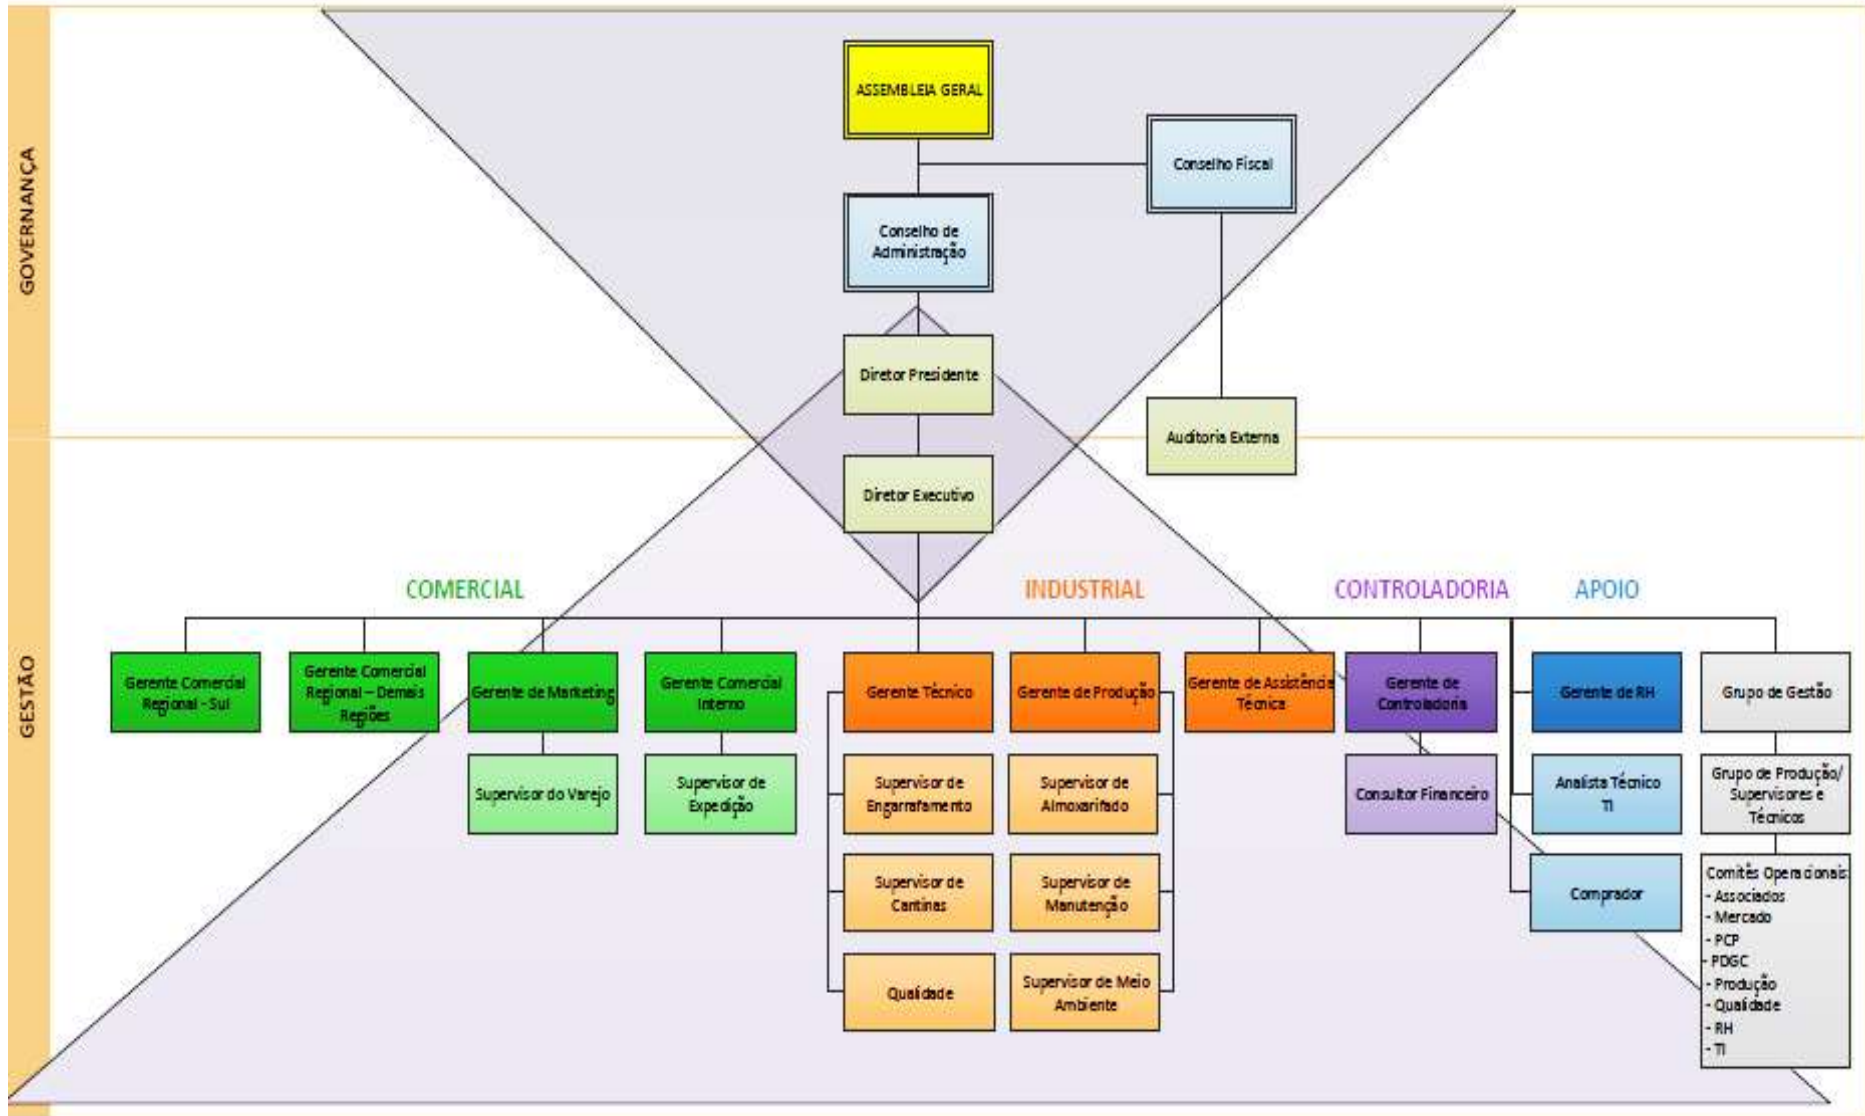 GOVERNANÇA
ASSEMBLEIA GERAL
Conselho Fiscal
Conselho de
Administração
Diretor Presidente
Auditoria Externa
Diretor Executivo
GESTÃO
COMERCIAL
INDUSTRIAL
CONTROLADORIA
APOIO
Gerente Comercial
Regional - Sul
Gerente Comercial
Regional – Demais
Regiões
Gerente de Marketing
Gerente Comercial
Interno
Gerente Técnico
Gerente de Produção
Gerente de Assistência
Técnica
Gerente de
Controladoria
Gerente de RH
Grupo de Gestão
Supervisor do Varejo
Supervisor de
Expedição
Supervisor de
Engarrafamento
Supervisor de
Almoxarifado
Consultor Financeiro
Analista Técnico
TI
Grupo de Produção/
Supervisores e
Técnicos
Supervisor de
Cantinas
Supervisor de
Manutenção
Comprador
Comitês Operacionais:
- Associados
- Mercado
- PCP
- PDGC
- Produção
- Qualidade
- RH
- TI
Qualidade
Supervisor de Meio
Ambiente